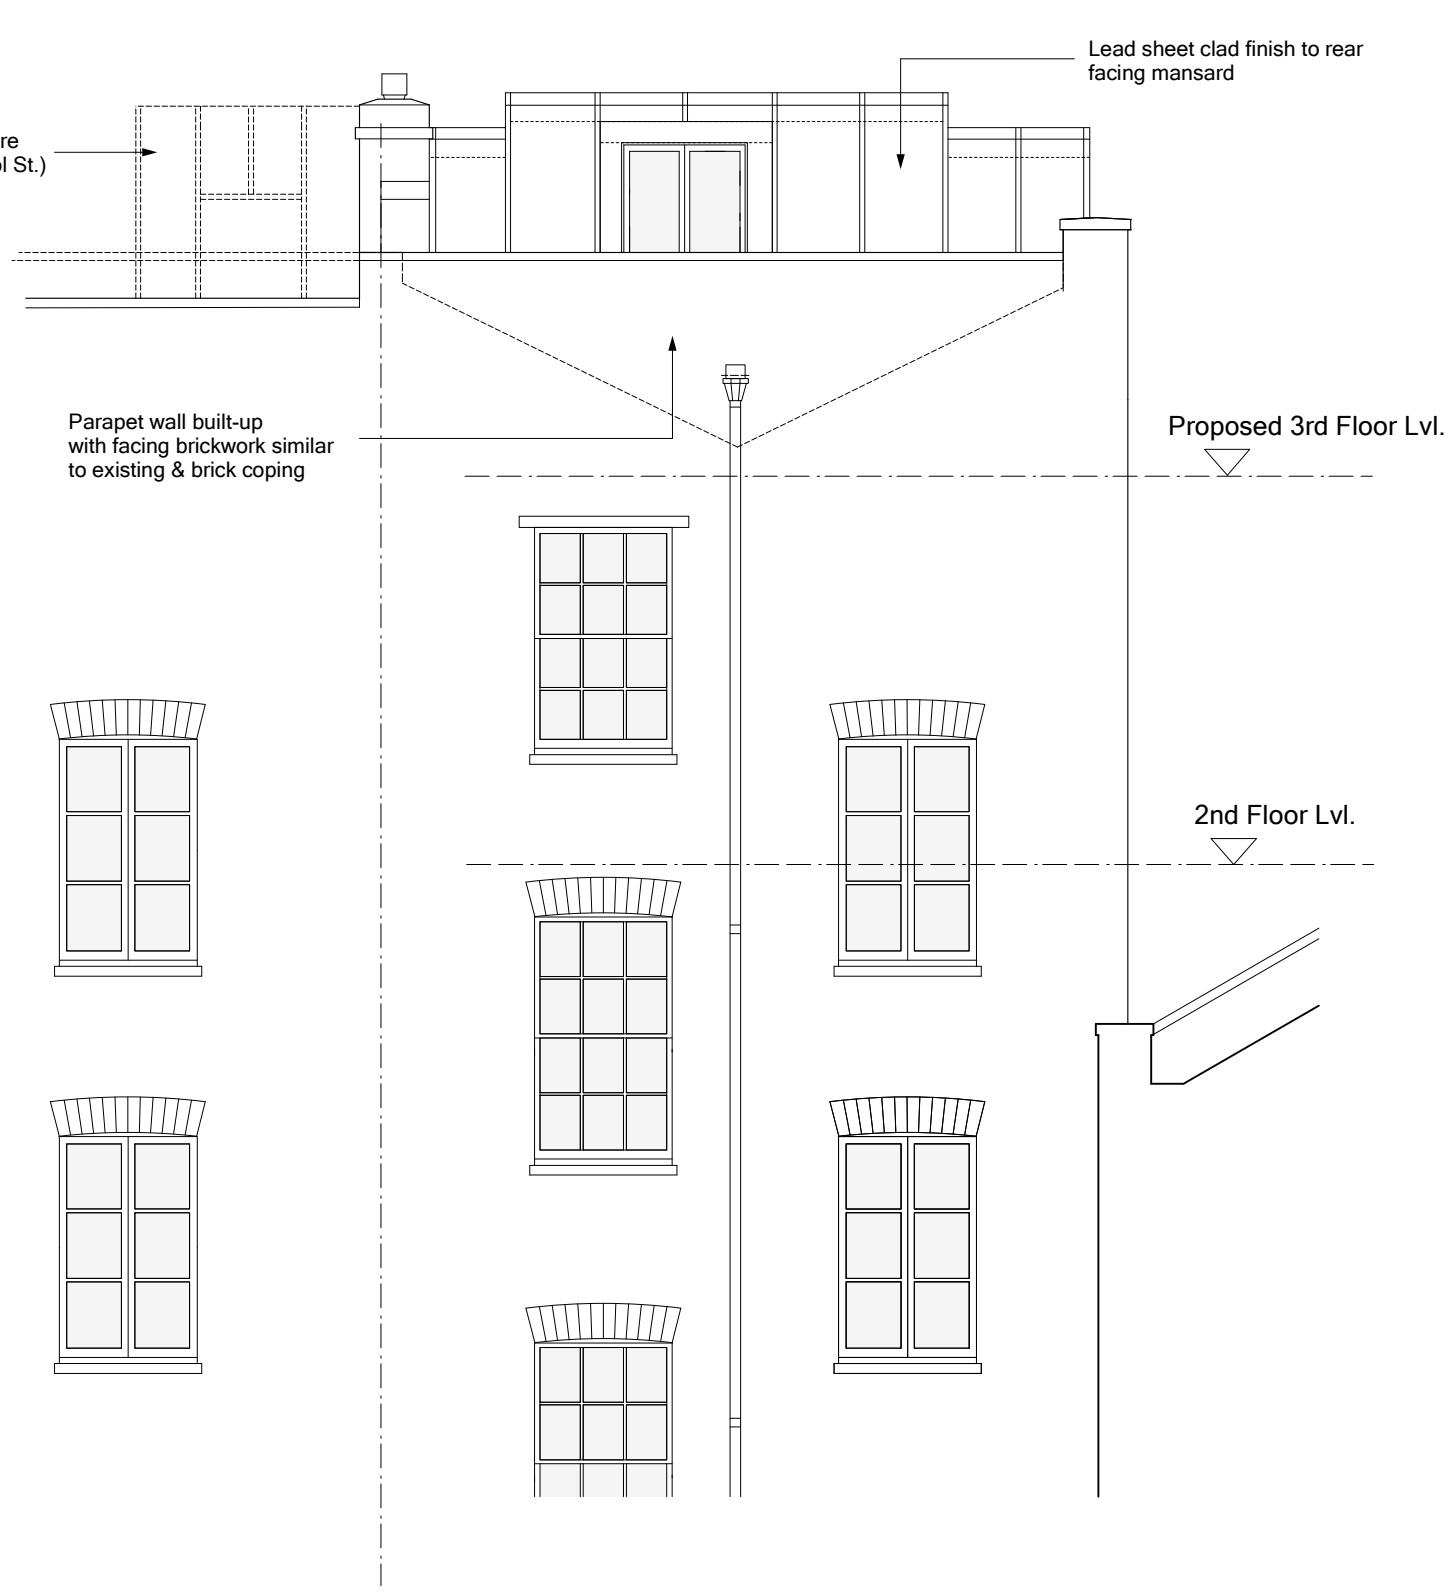 Lead sheet clad finish to rear
facing mansard
St.)
Parapet wall built-up
with facing brickwork similar
to existing & brick coping
Proposed 3rd Floor Lvl.
2nd Floor Lvl.